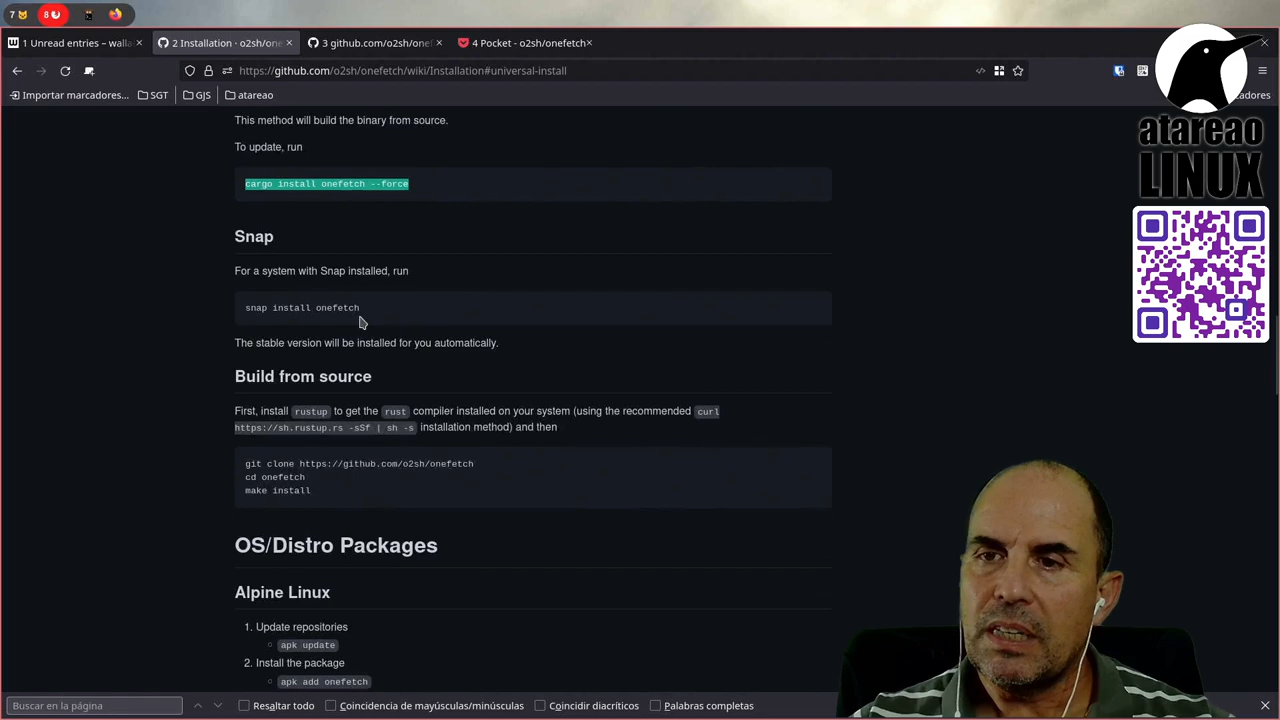 7
8
1 Unread entries – walla
2 Installation · o2sh/one
3 github.com/o2sh/onef
4 Pocket - o2sh/onefetch
https://github.com/o2sh/onefetch/wiki/Installation#universal-install
Importar marcadores...
SGT
GJS
atareao
cadores
atareao
LINUX
This method will build the binary from source.
To update, run
cargo install onefetch --force
Snap
For a system with Snap installed, run
snap install onefetch
The stable version will be installed for you automatically.
Build from source
First, install rustup to get the rust compiler installed on your system (using the recommended curl
https://sh.rustup.rs -sSf | sh -s installation method) and then
git clone https://github.com/o2sh/onefetch
cd onefetch
make install
OS/Distro Packages
Alpine Linux
1. Update repositories
apk update
2. Install the package
apk add onefetch
Buscar en la página
Resaltar todo
Coincidencia de mayúsculas/minúsculas
Coincidir diacríticos
Palabras completas